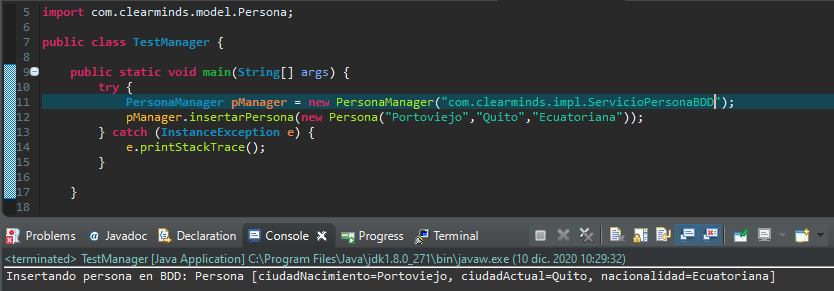 5 import com.clearminds.model.Persona;
6
7 public class TestManager {
8
9 public static void main(String[] args) {
10 try {
11 PersonaManager pManager = new PersonaManager("com.clearminds.impl.ServicioPersonaBDD");
12 pManager.insertarPersona(new Persona("Portoviejo","Quito","Ecuatoriana"));
13 } catch (InstanceException e) {
14 e.printStackTrace();
15 }
16
17 }
18
Problems @ Javadoc Declaration Console Progress Terminal
<terminated> TestManager [Java Application] C:\Program Files\Java\jdk1.8.0_271\bin\javaw.exe (10 dic. 2020 10:29:32)
Insertando persona en BDD: Persona [ciudadNacimiento=Portoviejo, ciudadActual=Quito, nacionalidad=Ecuatoriana]